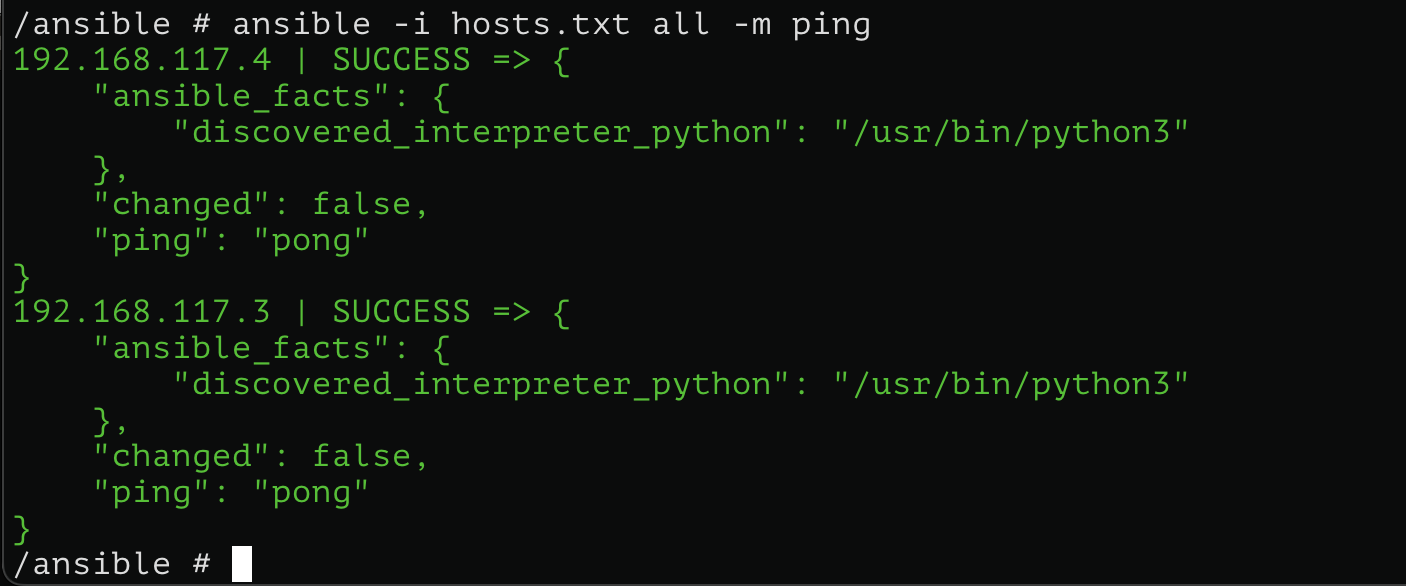 /ansible # ansible -i hosts.txt all -m ping
192.168.117.4 | SUCCESS => {
    "ansible_facts": {
        "discovered_interpreter_python": "/usr/bin/python3"
    },
    "changed": false,
    "ping": "pong"
}
192.168.117.3 | SUCCESS => {
    "ansible_facts": {
        "discovered_interpreter_python": "/usr/bin/python3"
    },
    "changed": false,
    "ping": "pong"
}
/ansible #